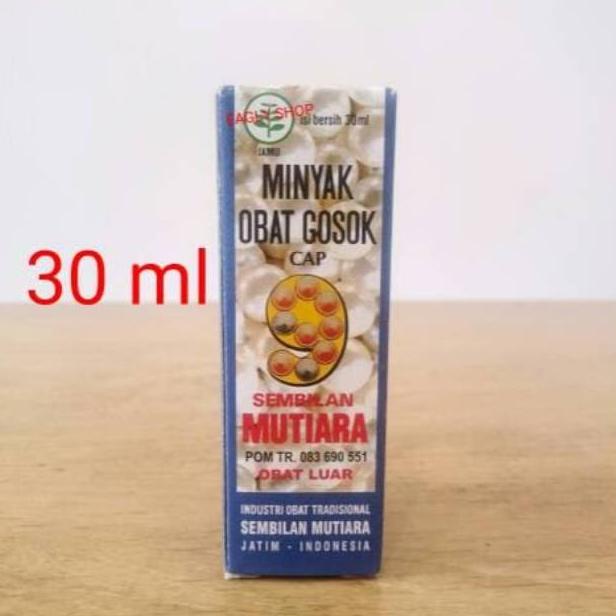 EAGLY SHOP
isi bersih 30 ml
JAMU
MINYAK
OBAT GOSOK
CAP
9
30 ml
SEMBILAN
MUTIARA
POM TR. 083 690 551
OBAT LUAR
INDUSTRI OBAT TRADISIONAL
SEMBILAN MUTIARA
JATIM - INDONESIA